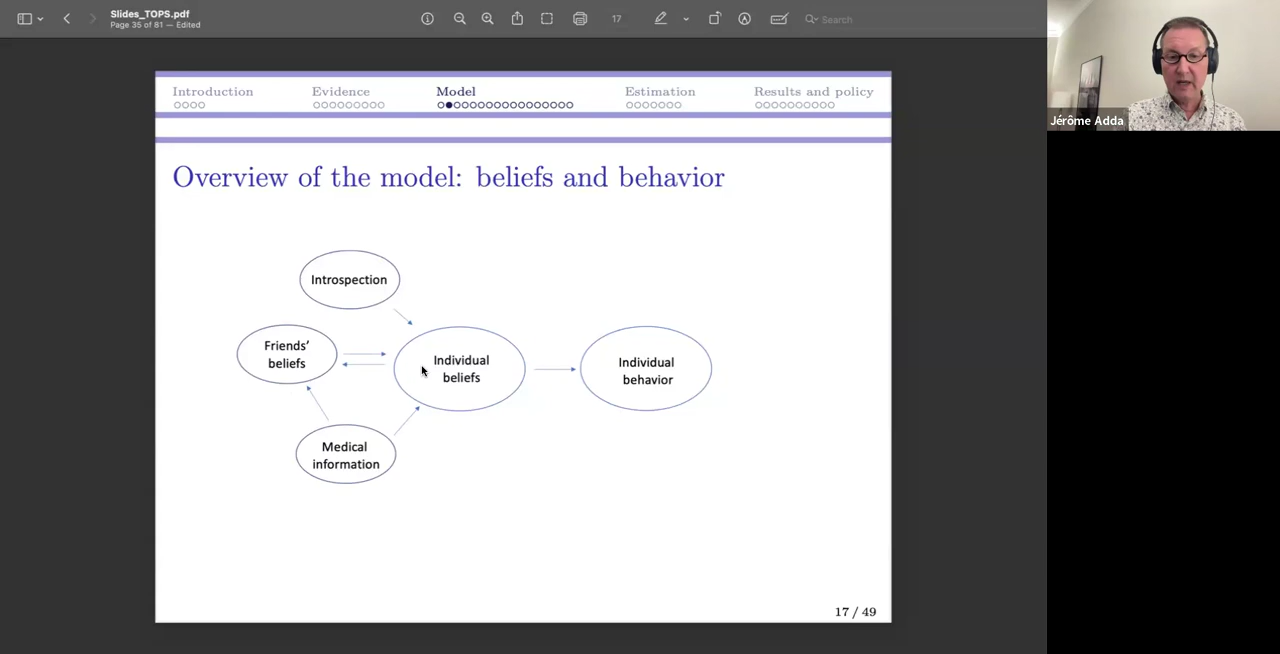 Slides_TOPS.pdf
Page 35 of 81 — Edited
17
Search
Jérôme Adda
Introduction
Evidence
Model
Estimation
Results and policy
Overview of the model: beliefs and behavior
Introspection
Friends'
beliefs
Individual
beliefs
Individual
behavior
Medical
information
17 / 49